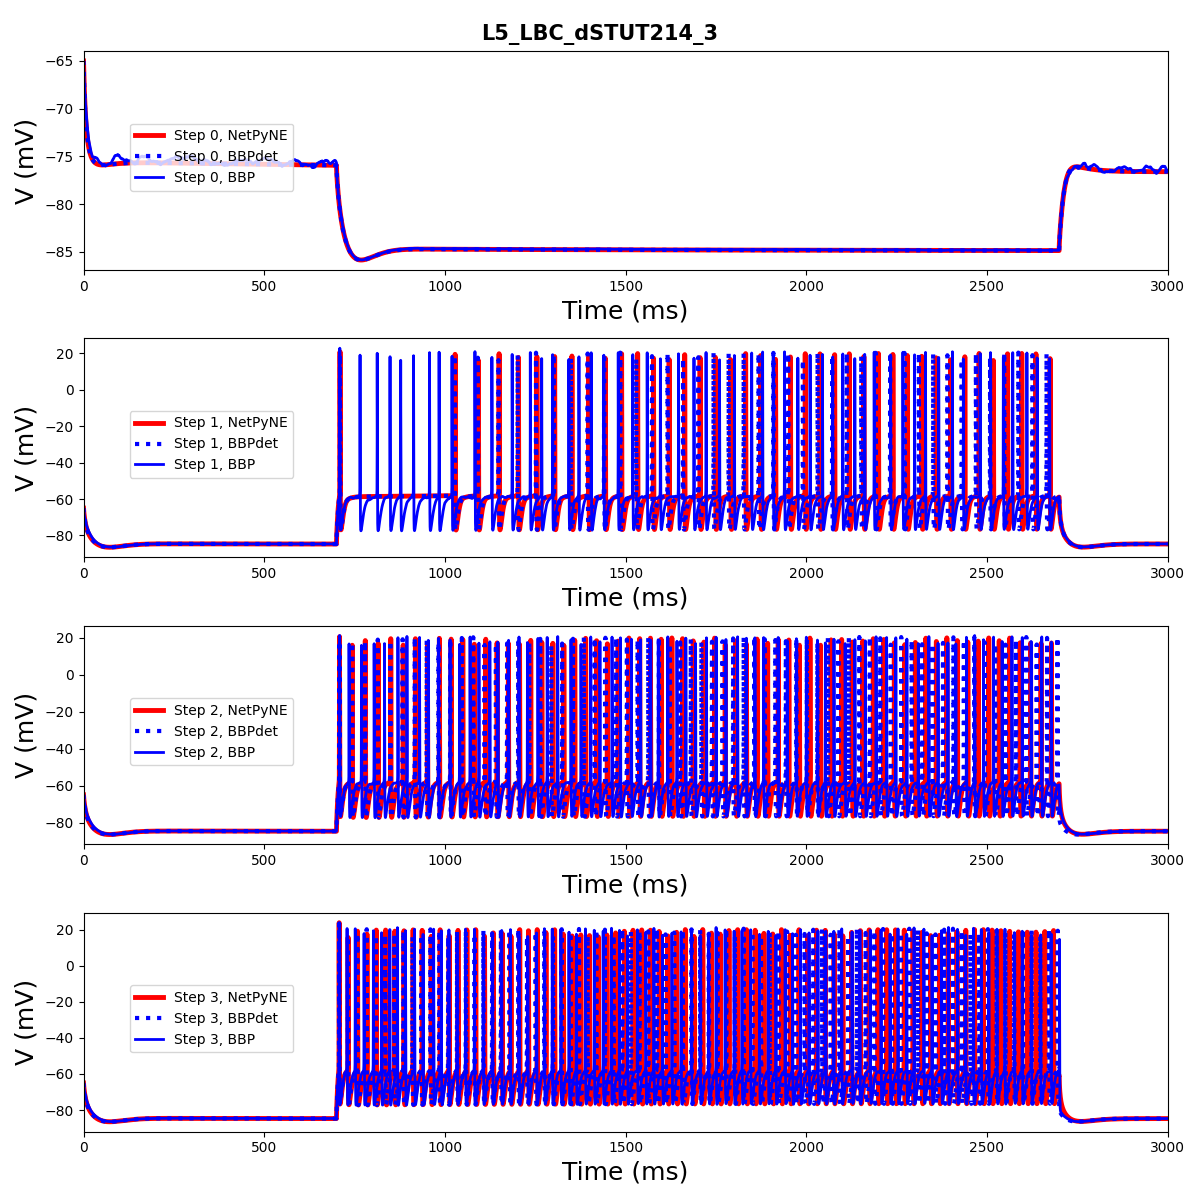 L5_LBC_dSTUT214_3
−65
−70
−75
−80
−85
V (mV)
Step 0, NetPyNE
Step 0, BBPdet
Step 0, BBP
0 500 1000 1500 2000 2500 3000
Time (ms)
20
0
−20
−40
−60
−80
V (mV)
Step 1, NetPyNE
Step 1, BBPdet
Step 1, BBP
0 500 1000 1500 2000 2500 3000
Time (ms)
20
0
−20
−40
−60
−80
V (mV)
Step 2, NetPyNE
Step 2, BBPdet
Step 2, BBP
0 500 1000 1500 2000 2500 3000
Time (ms)
20
0
−20
−40
−60
−80
V (mV)
Step 3, NetPyNE
Step 3, BBPdet
Step 3, BBP
0 500 1000 1500 2000 2500 3000
Time (ms)